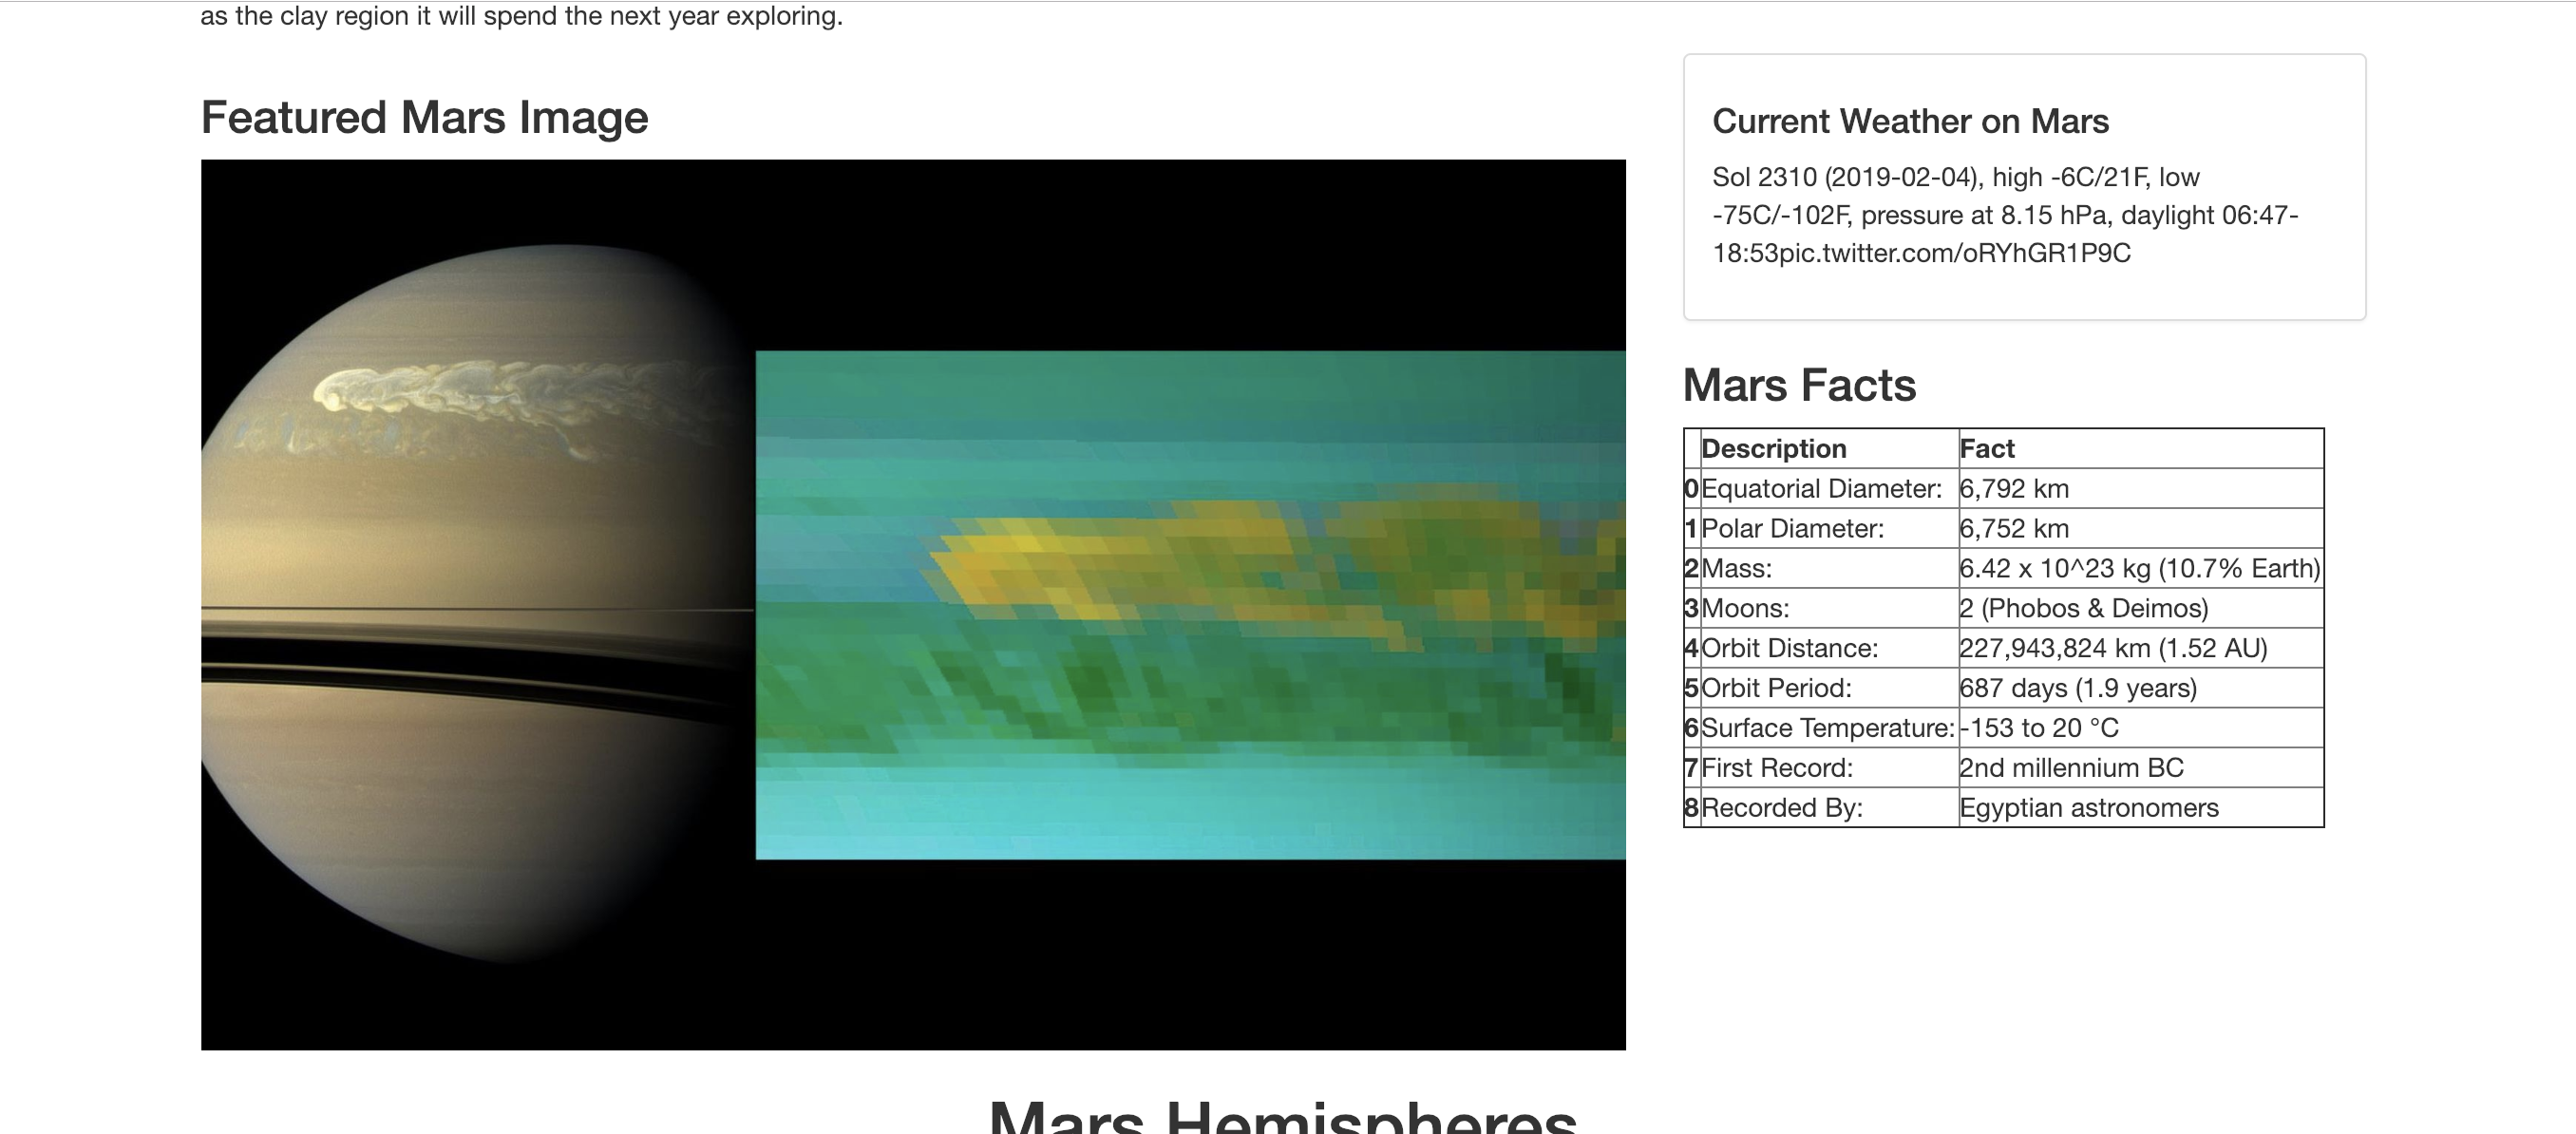 as the clay region it will spend the next year exploring.
Featured Mars Image
Current Weather on Mars
Sol 2310 (2019-02-04), high -6C/21F, low
-75C/-102F, pressure at 8.15 hPa, daylight 06:47-
18:53pic.twitter.com/oRYhGR1P9C
Mars Facts
Description Fact
0 Equatorial Diameter: 6,792 km
1 Polar Diameter: 6,752 km
2 Mass: 6.42 x 10^23 kg (10.7% Earth)
3 Moons: 2 (Phobos & Deimos)
4 Orbit Distance: 227,943,824 km (1.52 AU)
5 Orbit Period: 687 days (1.9 years)
6 Surface Temperature: -153 to 20 °C
7 First Record: 2nd millennium BC
8 Recorded By: Egyptian astronomers
Mars Hemispheres